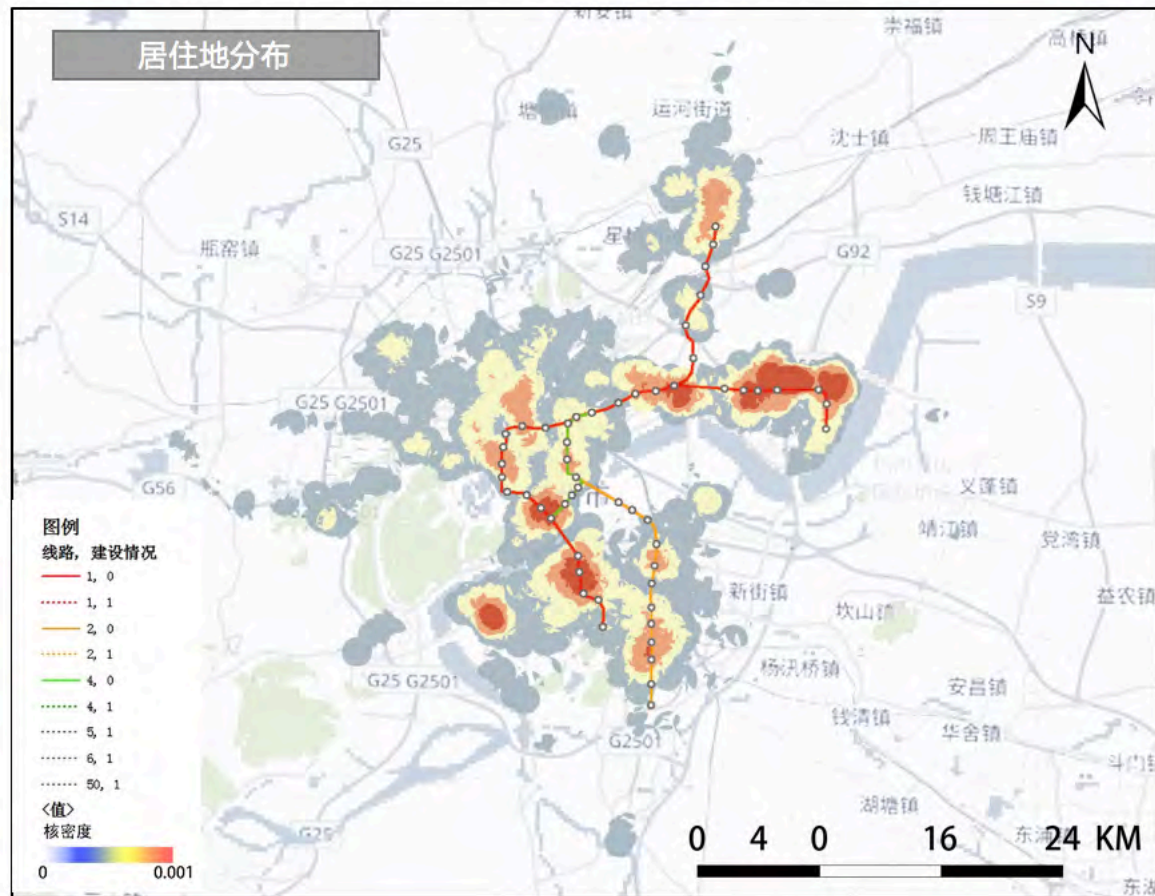 居住地分布
N
崇福镇
高桥镇
运河街道
G25
沈士镇
周王庙镇
钱塘江镇
S14
瓶窑镇
G25 G2501
G92
S9
G25 G2501
G56
市
义蓬镇
靖江镇
党湾镇
新街镇
坎山镇
益农镇
杨汛桥镇
G25 G2501
安昌镇
钱清镇
华舍镇
G2501
湖塘镇
G25
图例
线路, 建设情况
1, 0
1, 1
2, 0
2, 1
4, 0
4, 1
5, 1
6, 1
50, 1
<值>
核密度
0
0.001
0 4 0 16 24 KM